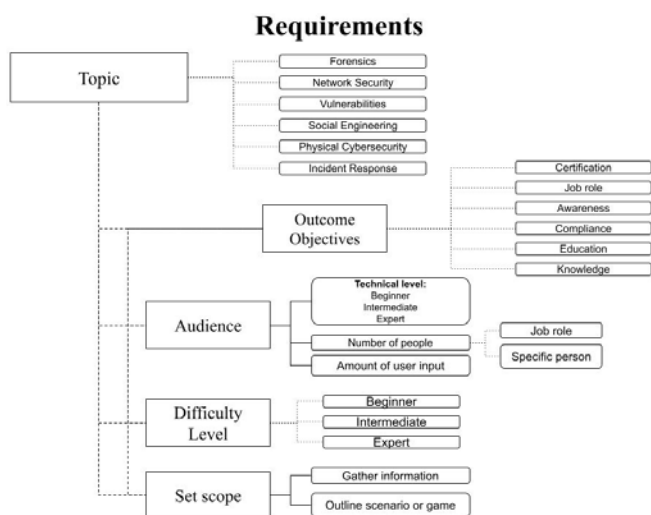 Requirements
Topic
Forensics
Network Security
Vulnerabilities
Social Engineering
Physical Cybersecurity
Incident Response
Outcome
Objectives
Certification
Job role
Awareness
Compliance
Education
Knowledge
Audience
Technical level:
Beginner
Intermediate
Expert
Number of people
Amount of user input
Job role
Specific person
Difficulty
Level
Beginner
Intermediate
Expert
Set scope
Gather information
Outline scenario or game